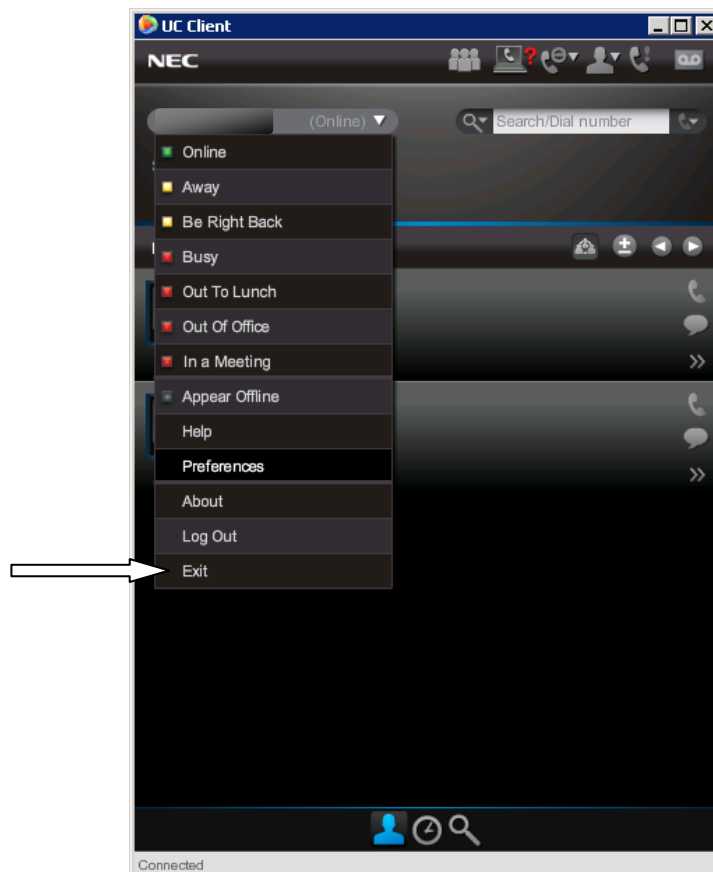 UC Client
NEC
?
(Online)
Search/Dial number
Online
Away
Be Right Back
Busy
Out To Lunch
Out Of Office
In a Meeting
Appear Offline
Help
Preferences
About
Log Out
Exit
Connected